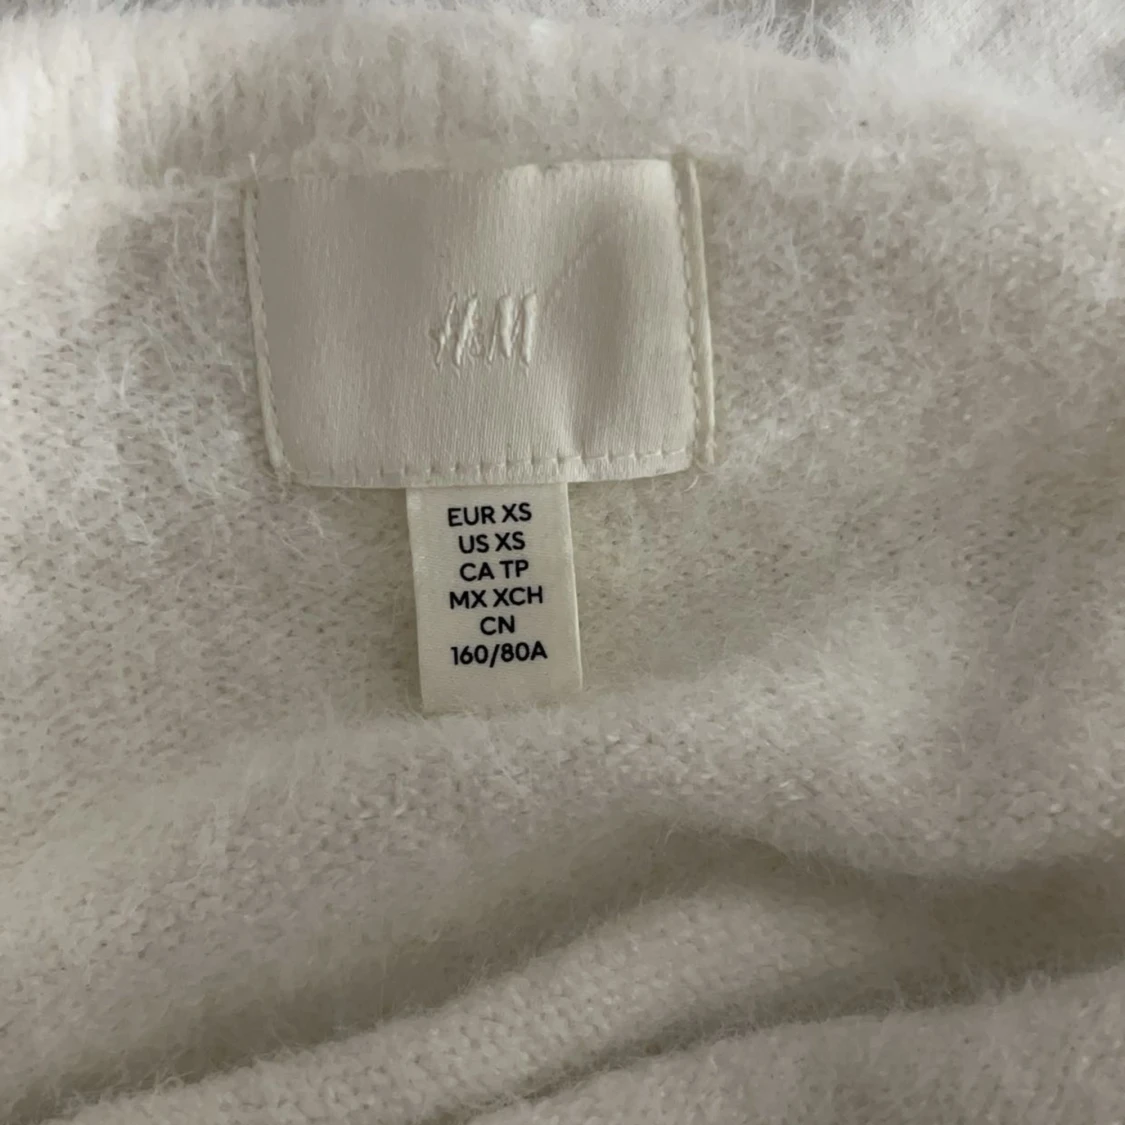 H&M
EUR XS
US XS
CA TP
MX XCH
CN
160/80A